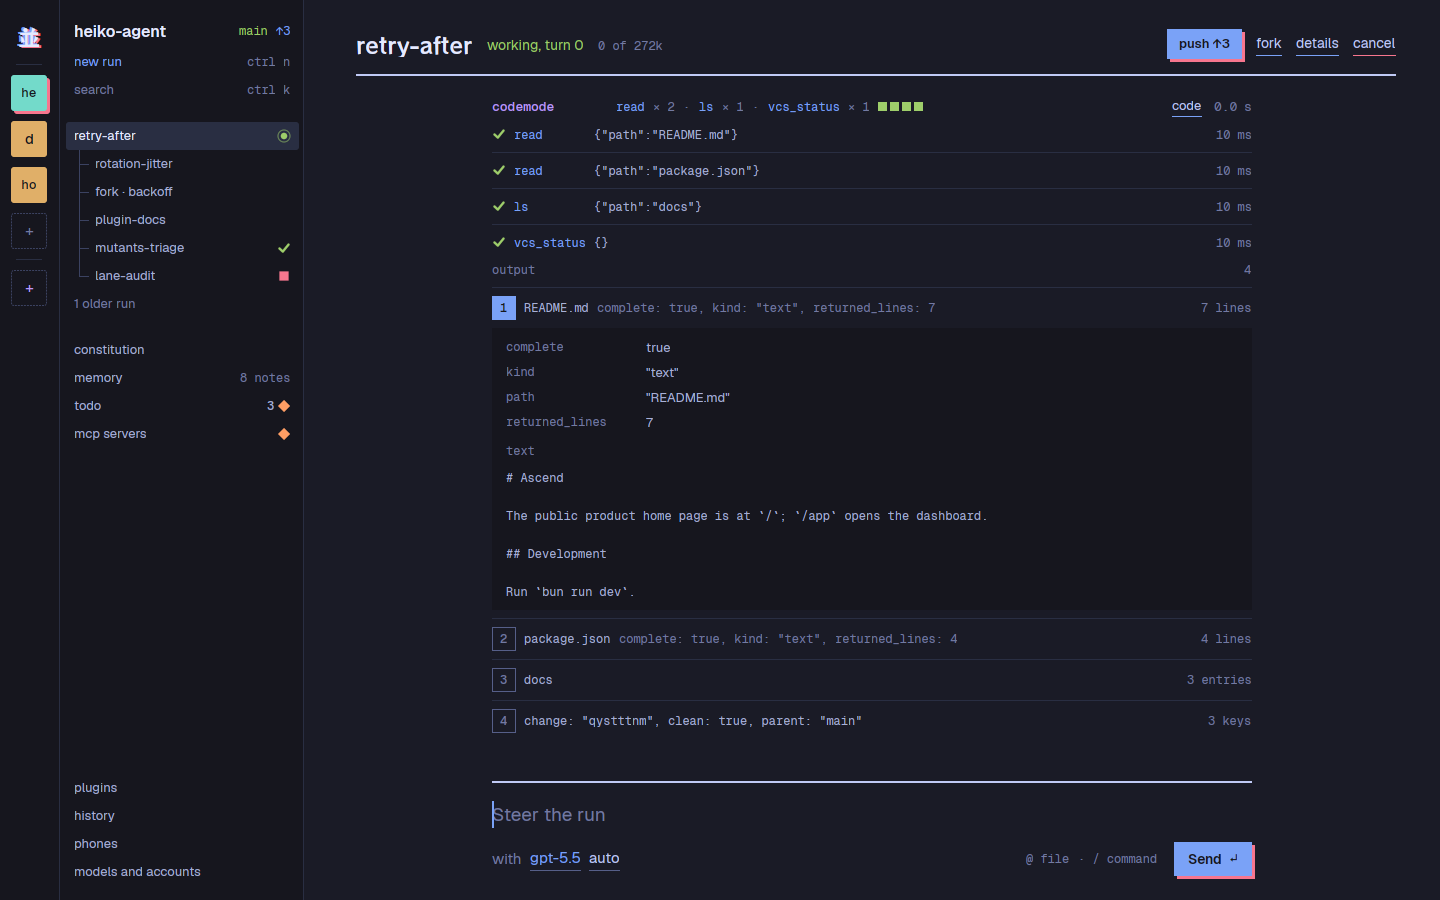 heiko-agent
main ↑3
new run
ctrl n
search
ctrl k
he
d
ho
+
+
retry-after
rotation-jitter
fork · backoff
plugin-docs
mutants-triage
lane-audit
1 older run
constitution
memory
8 notes
todo
3
mcp servers
plugins
history
phones
models and accounts
retry-after working, turn 0 0 of 272k
push ↑3 fork details cancel
codemode read × 2 · ls × 1 · vcs_status × 1 code 0.0 s
read {"path":"README.md"} 10 ms
read {"path":"package.json"} 10 ms
ls {"path":"docs"} 10 ms
vcs_status {} 10 ms
output 4
1 README.md complete: true, kind: "text", returned_lines: 7 7 lines
complete true
kind "text"
path "README.md"
returned_lines 7
text
# Ascend
The public product home page is at `/`; `/app` opens the dashboard.
## Development
Run `bun run dev`.
2 package.json complete: true, kind: "text", returned_lines: 4 4 lines
3 docs 3 entries
4 change: "qystttnm", clean: true, parent: "main" 3 keys
Steer the run
with gpt-5.5 auto
@ file · / command
Send ↵